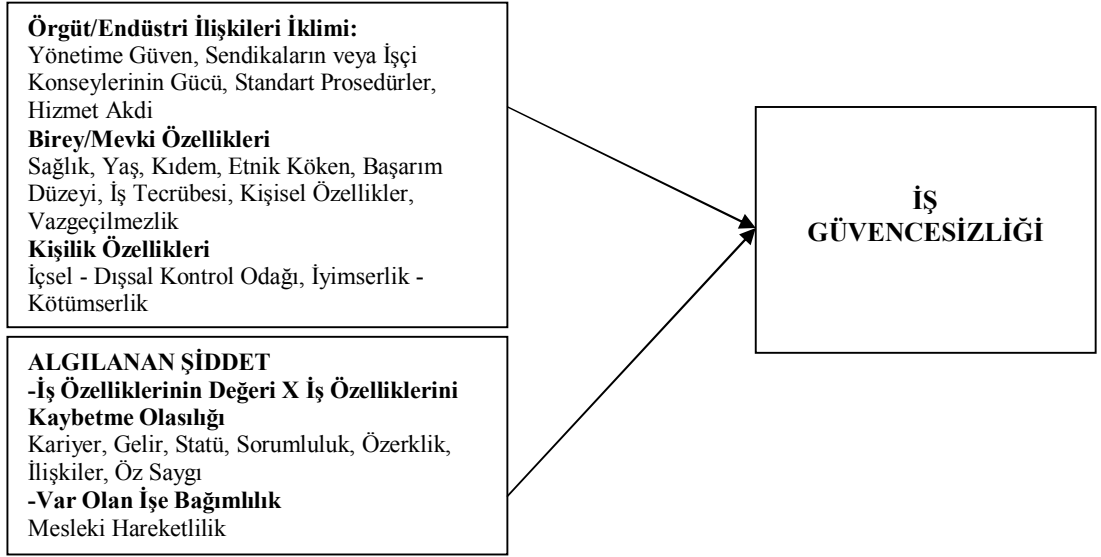 Örgüt/Endüstri İlişkileri İklimi:
Yönetime Güven, Sendikaların veya İşçi
Konseylerinin Gücü, Standart Prosedürler,
Hizmet Akdi
Birey/Mevki Özellikleri
Sağlık, Yaş, Kıdem, Etnik Köken, Başarım
Düzeyi, İş Tecrübesi, Kişisel Özellikler,
Vazgeçilmezlik
Kişilik Özellikleri
İçsel - Dışsal Kontrol Odağı, İyimserlik -
Kötümserlik
ALGILANAN ŞİDDET
-İş Özelliklerinin Değeri X İş Özelliklerini
Kaybetme Olasılığı
Kariyer, Gelir, Statü, Sorumluluk, Özerklik,
İlişkiler, Öz Saygı
-Var Olan İşe Bağımlılık
Mesleki Hareketlilik
İŞ
GÜVENCESİZLİĞİ